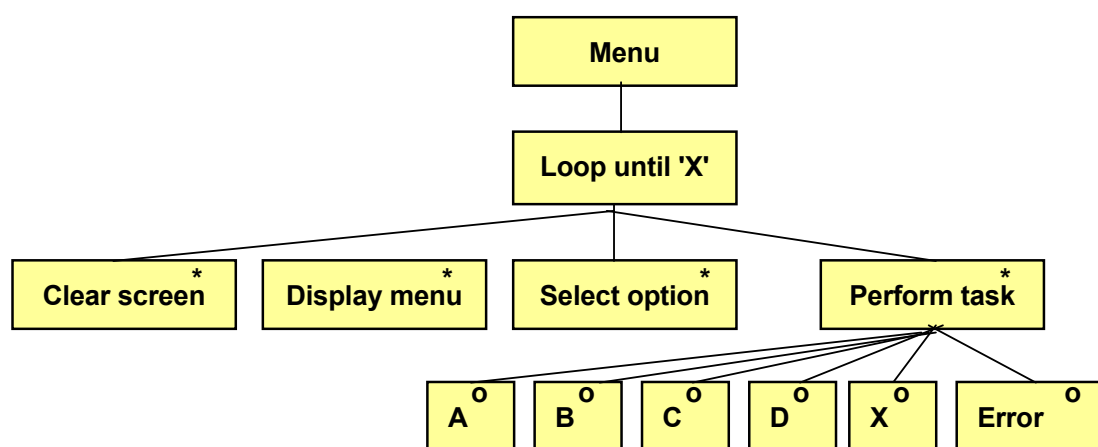 Menu
Loop until 'X'
Clear screen *
Display menu *
Select option *
Perform task *
A o
B o
C o
D o
X o
Error o